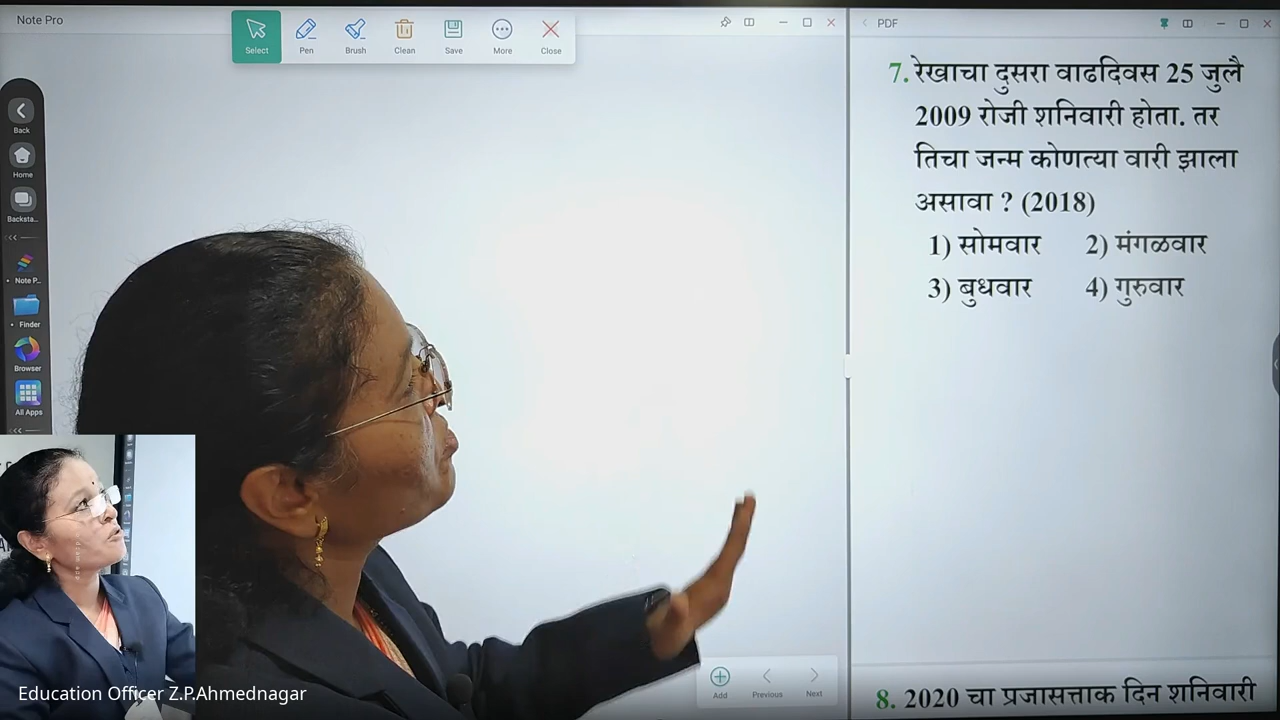 Note Pro
Select
Pen
Brush
Clean
Save
More
Close
PDF
Back
Home
Backsta...
Note P...
Finder
Browser
All Apps
7. रेखाचा दुसरा वाढदिवस 25 जुलै
2009 रोजी शनिवारी होता. तर
तिचा जन्म कोणत्या वारी झाला
असावा ? (2018)
1) सोमवार 2) मंगळवार
3) बुधवार 4) गुरुवार
Add
Previous
Next
8. 2020 चा प्रजासत्ताक दिन शनिवारी
Education Officer Z.P.Ahmednagar